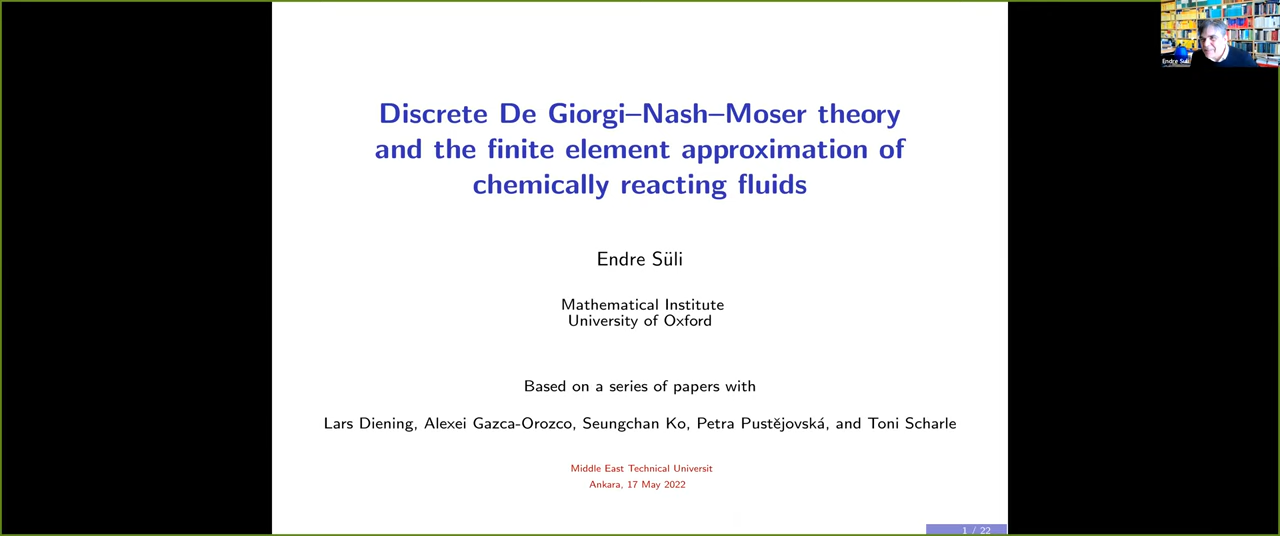 Endre Süli
Discrete De Giorgi–Nash–Moser theory
and the finite element approximation of
chemically reacting fluids
Endre Süli
Mathematical Institute
University of Oxford
Based on a series of papers with
Lars Diening, Alexei Gazca-Orozco, Seungchan Ko, Petra Pustějovská, and Toni Scharle
Middle East Technical Universit
Ankara, 17 May 2022
1 / 22